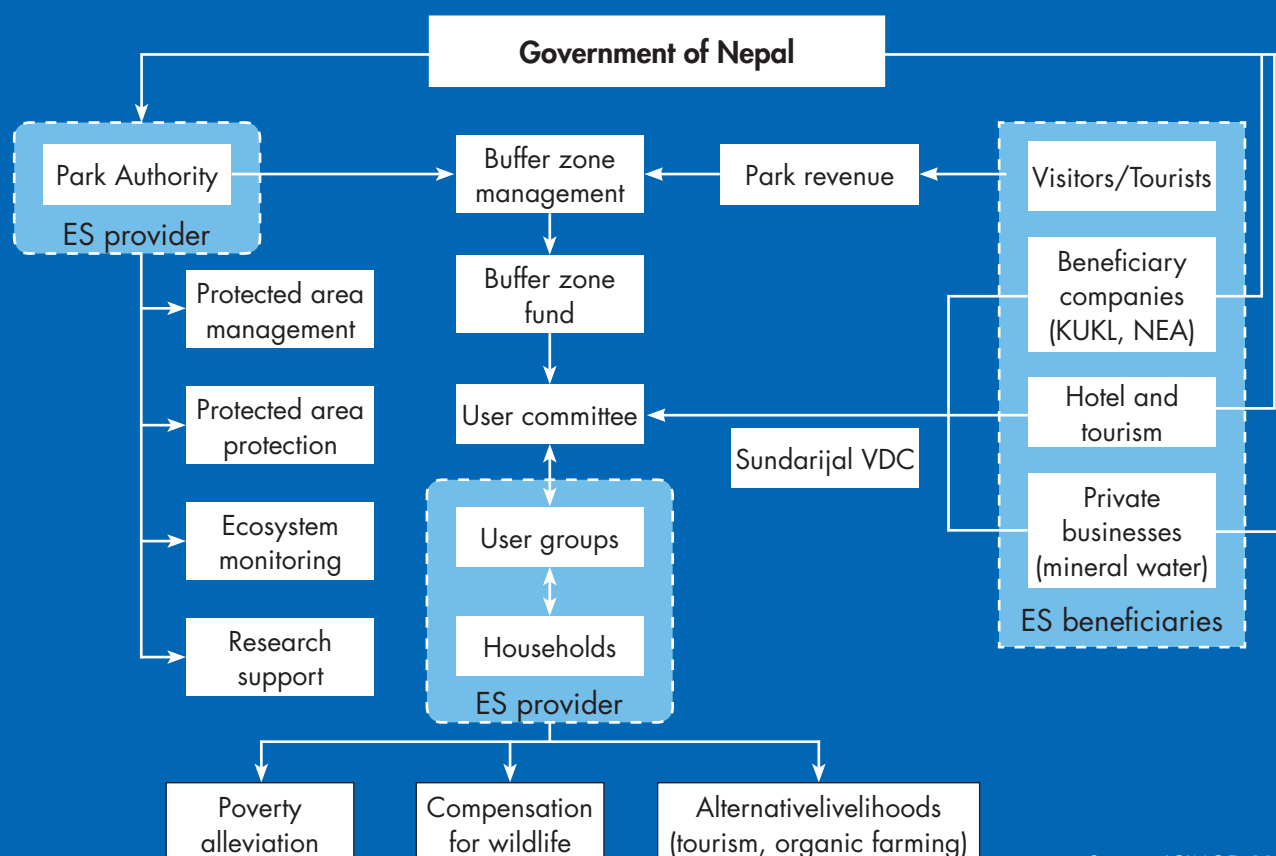 Government of Nepal
Park Authority
ES provider
Buffer zone
management
Park revenue
Visitors/Tourists
Protected area
management
Buffer zone
fund
Beneficiary
companies
(KUKL, NEA)
Protected area
protection
User committee
Hotel and
tourism
Sundarijal VDC
Ecosystem
monitoring
User groups
Private
businesses
(mineral water)
ES beneficiaries
Research
support
Households
ES provider
Poverty
alleviation
Compensation
for wildlife
Alternativelivelihoods
(tourism, organic farming)